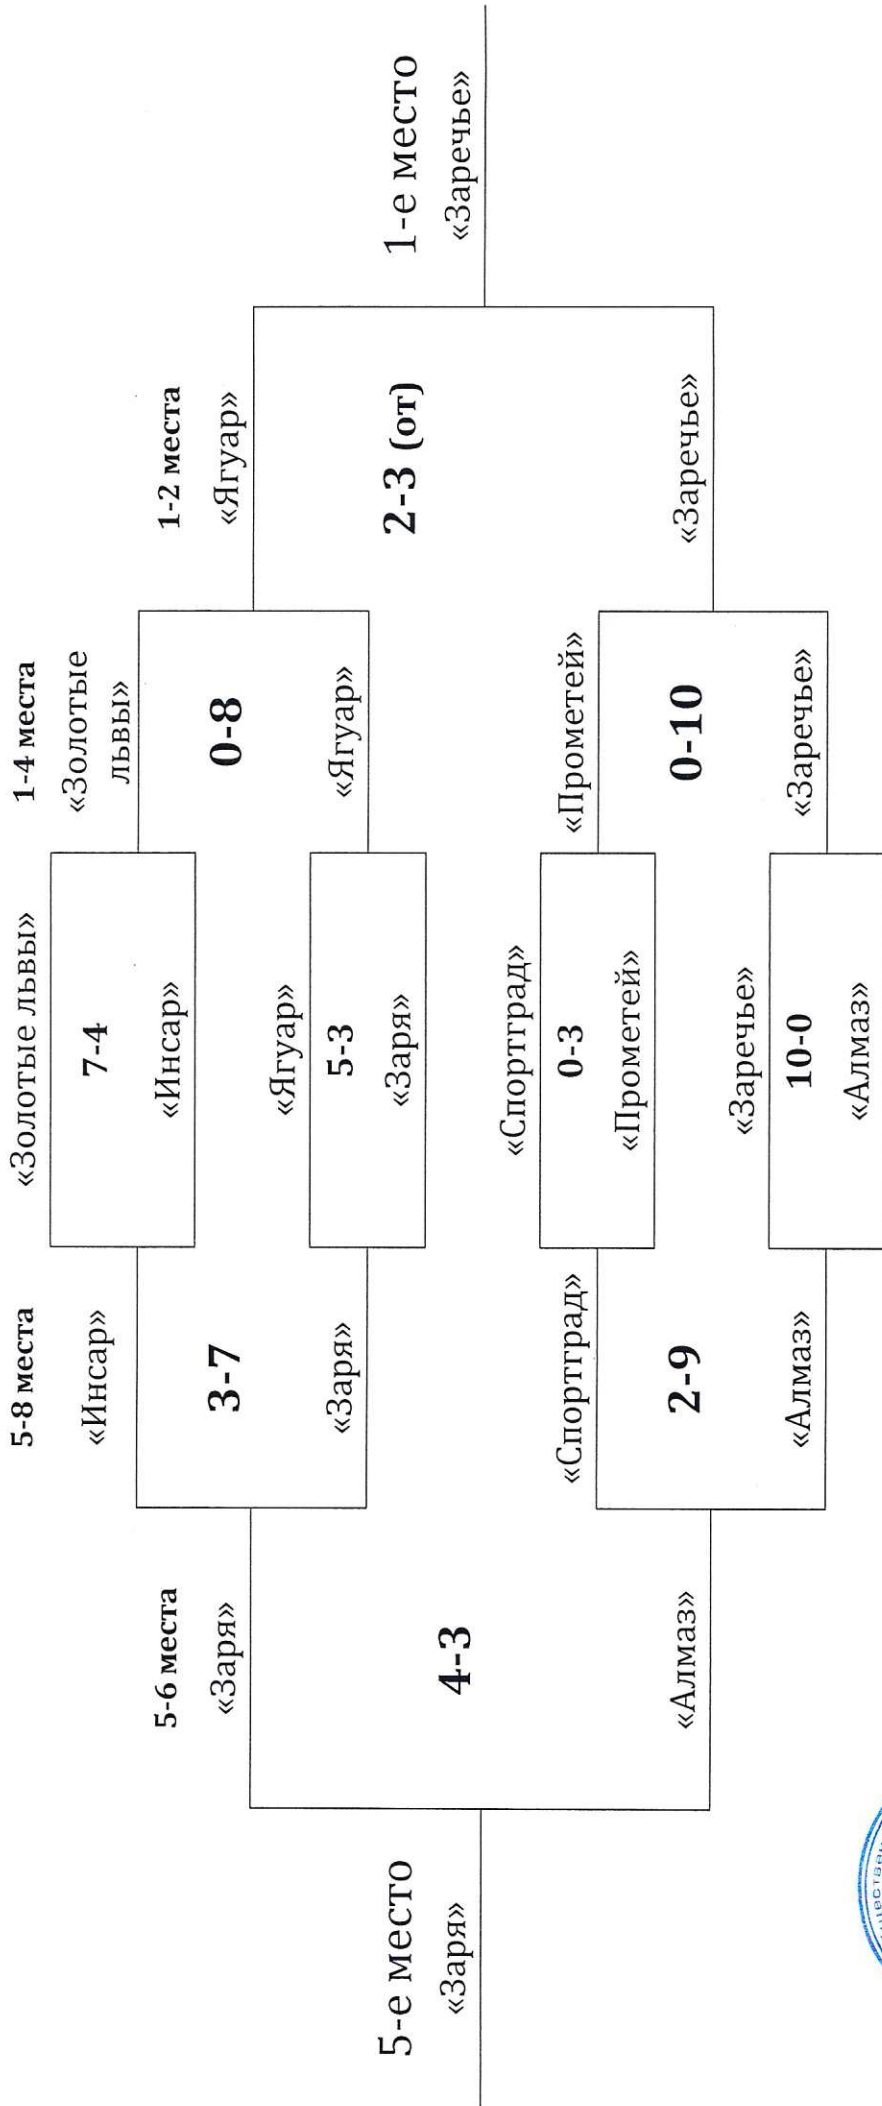 5-е место
«Заря»
5-6 места
«Заря»
4-3
«Алмаз»
5-8 места
«Инсар»
3-7
«Заря»
«Спортград»
2-9
«Алмаз»
«Золотые львы»
7-4
«Инсар»
«Ягуар»
5-3
«Заря»
«Спортград»
0-3
«Прометей»
«Заречье»
10-0
«Алмаз»
1-4 места
«Золотые
львы»
0-8
«Ягуар»
«Прометей»
0-10
«Заречье»
1-2 места
«Ягуар»
2-3 (от)
«Заречье»
1-е место
«Заречье»